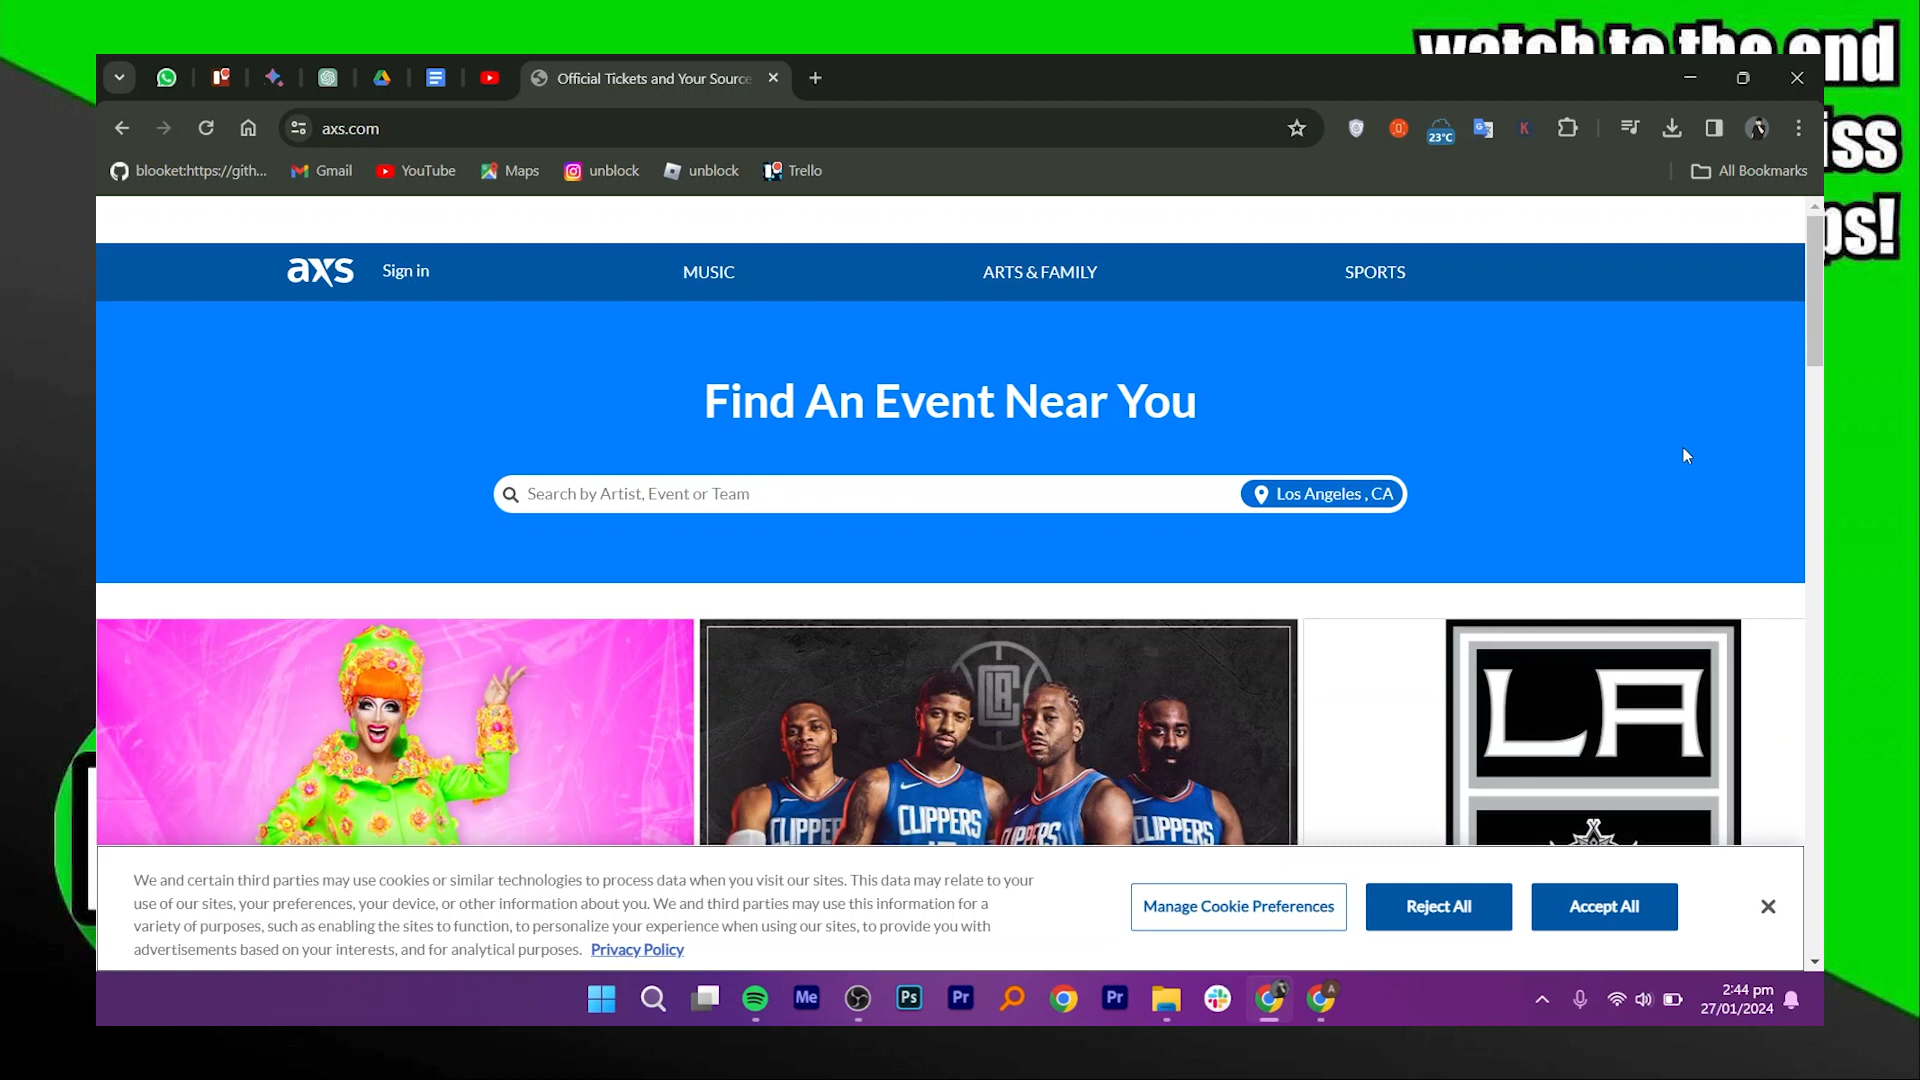 watch to the end
iss
ps!
Official Tickets and Your Source
axs.com
23°C
blooket:https://gith...
Gmail
YouTube
Maps
unblock
unblock
Trello
All Bookmarks
axs
Sign in
MUSIC
ARTS & FAMILY
SPORTS
Find An Event Near You
Search by Artist, Event or Team
Los Angeles , CA
LAC
CLIPPERS
CLIPPERS
CLIPPERS
LA
We and certain third parties may use cookies or similar technologies to process data when you visit our sites. This data may relate to your
use of our sites, your preferences, your device, or other information about you. We and third parties may use this information for a
variety of purposes, such as enabling the sites to function, to personalize your experience when using our sites, to provide you with
advertisements based on your interests, and for analytical purposes. Privacy Policy
Manage Cookie Preferences
Reject All
Accept All
Me
Ps
Pr
Pr
A
2:44 pm
27/01/2024